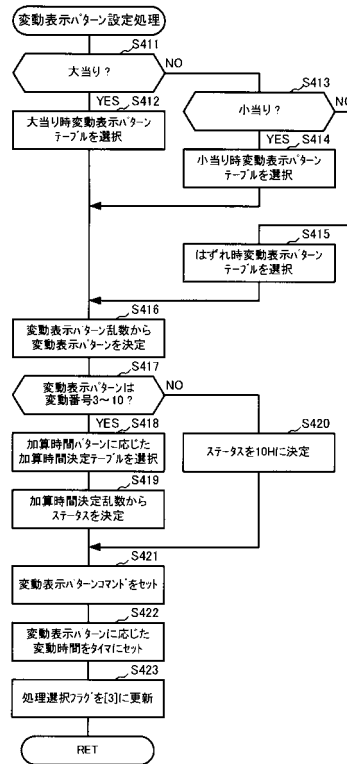 変動表示パターン設定処理
S411
大当り？
NO
S413
小当り？
NO
YES
S412
大当り時変動表示パターン
テーブルを選択
YES
S414
小当り時変動表示パターン
テーブルを選択
S415
はずれ時変動表示パターン
テーブルを選択
S416
変動表示パターン乱数から
変動表示パターンを決定
S417
変動表示パターンは
変動番号3～10？
NO
YES
S418
加算時間パターンに応じた
加算時間決定テーブルを選択
S420
ステータスを10Hに決定
S419
加算時間決定乱数から
ステータスを決定
S421
変動表示パターンコマンドをセット
S422
変動表示パターンに応じた
変動時間をタイマにセット
S423
処理選択フラグを[3]に更新
RET